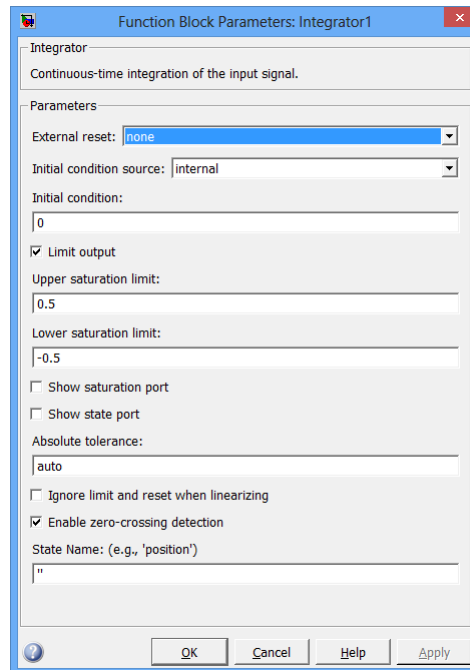 Function Block Parameters: Integrator1
Integrator
Continuous-time integration of the input signal.
Parameters
External reset: none
Initial condition source: internal
Initial condition:
0
Limit output
Upper saturation limit:
0.5
Lower saturation limit:
-0.5
Show saturation port
Show state port
Absolute tolerance:
auto
Ignore limit and reset when linearizing
Enable zero-crossing detection
State Name: (e.g., 'position')
''
OK Cancel Help Apply